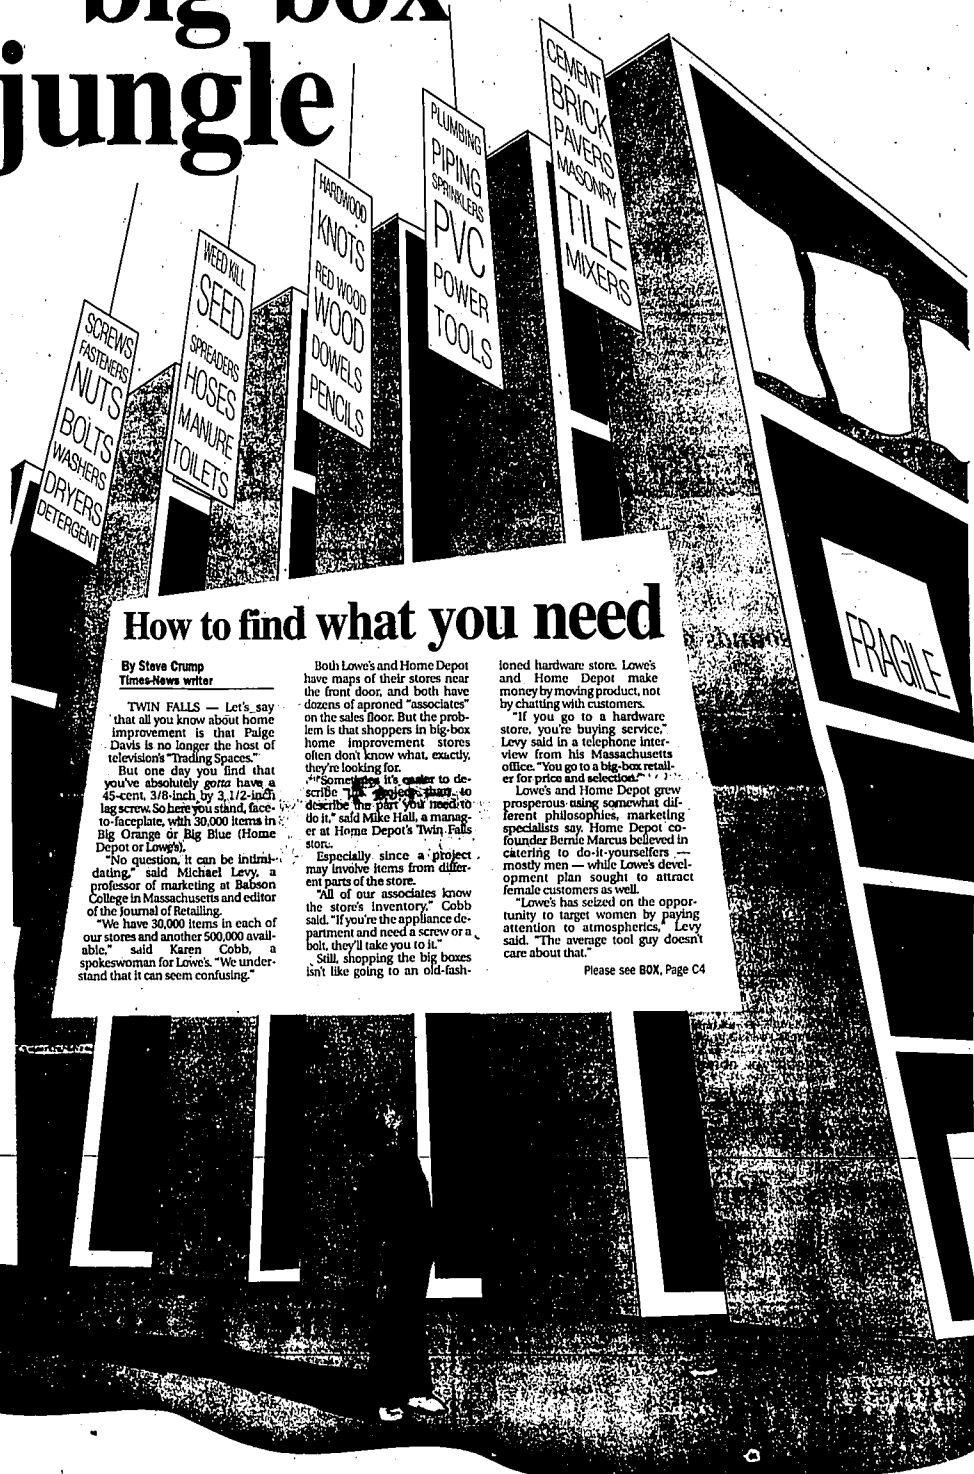 big box
jungle
SCREWS
FASTENERS
NUTS
BOLTS
WASHERS
DRYERS
DETERGENT
WEED KILL
SEED
SPREADERS
HOSES
MANURE
TOILETS
HARDWOOD
KNOTS
RED WOOD
WOOD
DOWELS
PENCILS
PLUMBING
PIPING
SPRINKLERS
PVC
POWER
TOOLS
CEMENT
BRICK
PAVERS
MASONRY
TILE
MIXERS
FRAGILE
How to find what you need
By Steve Crump
Times-News writer
TWIN FALLS — Let's say
that all you know about home
improvement is that Paige
Davis is no longer the host of
television's "Trading Spaces."
But one day you find that
you've absolutely gotta have a
45-cent, 3/8-inch by 3 1/2-inch
lag screw. So here you stand, face-
to-faceplate, with 30,000 items in
Big Orange or Big Blue (Home
Depot or Lowe's).
"No question, it can be intimi-
dating," said Michael Levy, a
professor of marketing at Babson
College in Massachusetts and editor
of the Journal of Retailing.
"We have 30,000 items in each of
our stores and another 500,000 avail-
able," said Karen Cobb, a
spokeswoman for Lowe's. "We under-
stand that it can seem confusing."
Both Lowe's and Home Depot
have maps of their stores near
the front door, and both have
dozens of aproned "associates"
on the sales floor. But the prob-
lem is that shoppers in big-box
home improvement stores
often don't know what, exactly,
they're looking for.
"Sometimes it's easier to de-
scribe the project than to
describe the part you need to
do it," said Mike Hall, a manag-
er at Home Depot's Twin Falls
store.
Especially since a project
may involve items from differ-
ent parts of the store.
"All of our associates know
the store's inventory," Cobb
said. "If you're the appliance de-
partment and need a screw or a
bolt, they'll take you to it."
Still, shopping the big boxes
isn't like going to an old-fash-
ioned hardware store. Lowe's
and Home Depot make
money by moving product, not
by chatting with customers.
"If you go to a hardware
store, you're buying service,"
Levy said in a telephone inter-
view from his Massachusetts
office. "You go to a big-box retail-
er for price and selection."
Lowe's and Home Depot grew
prosperous using somewhat dif-
ferent philosophies, marketing
specialists say. Home Depot co-
founder Bernie Marcus believed in
catering to do-it-yourselfers —
mostly men — while Lowe's devel-
opment plan sought to attract
female customers as well.
"Lowe's has seized on the oppor-
tunity to target women by paying
attention to atmospherics," Levy
said. "The average tool guy doesn't
care about that."
Please see BOX, Page C4